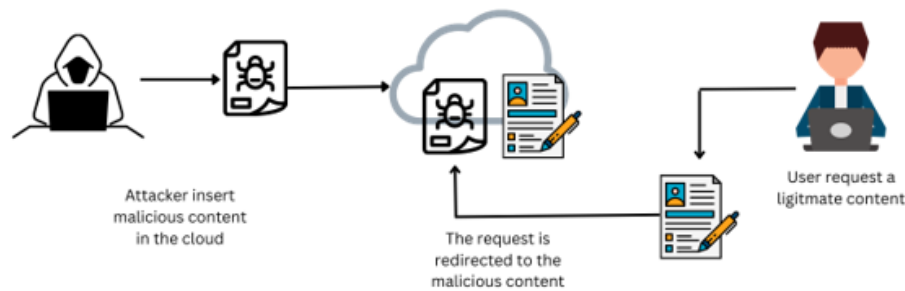 Attacker insert
malicious content
in the cloud
The request is
redirected to the
malicious content
User request a
ligitmate content